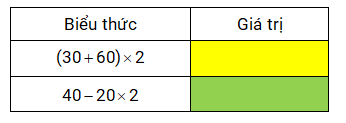 Biểu thức Giá trị
(30+60)×2
40−20×2